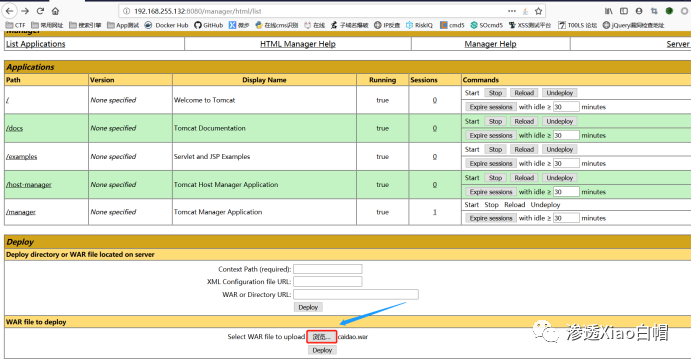 192.168.255.132:8080/manager/html/list
CTF 常用网址 搜索引擎 App测试 Docker Hub GitHub 微步 在线cms识别 在线 子域名爆破 IP反查 RiskIQ cmd5 SOcmd5 XSS测试平台 T00LS 论坛 jQuery漏洞检查地址
Manager
List Applications HTML Manager Help Manager Help Server
Applications
Path Version Display Name Running Sessions Commands
/ None specified Welcome to Tomcat true 0 Start Stop Reload Undeploy
Expire sessions with idle ≥ 30 minutes
/docs None specified Tomcat Documentation true 0 Start Stop Reload Undeploy
Expire sessions with idle ≥ 30 minutes
/examples None specified Servlet and JSP Examples true 0 Start Stop Reload Undeploy
Expire sessions with idle ≥ 30 minutes
/host-manager None specified Tomcat Host Manager Application true 0 Start Stop Reload Undeploy
Expire sessions with idle ≥ 30 minutes
/manager None specified Tomcat Manager Application true 1 Start Stop Reload Undeploy
Expire sessions with idle ≥ 30 minutes
Deploy
Deploy directory or WAR file located on server
Context Path (required):
XML Configuration file URL:
WAR or Directory URL:
Deploy
WAR file to deploy
Select WAR file to upload 浏览... caidao.war
Deploy
渗透Xiao白帽